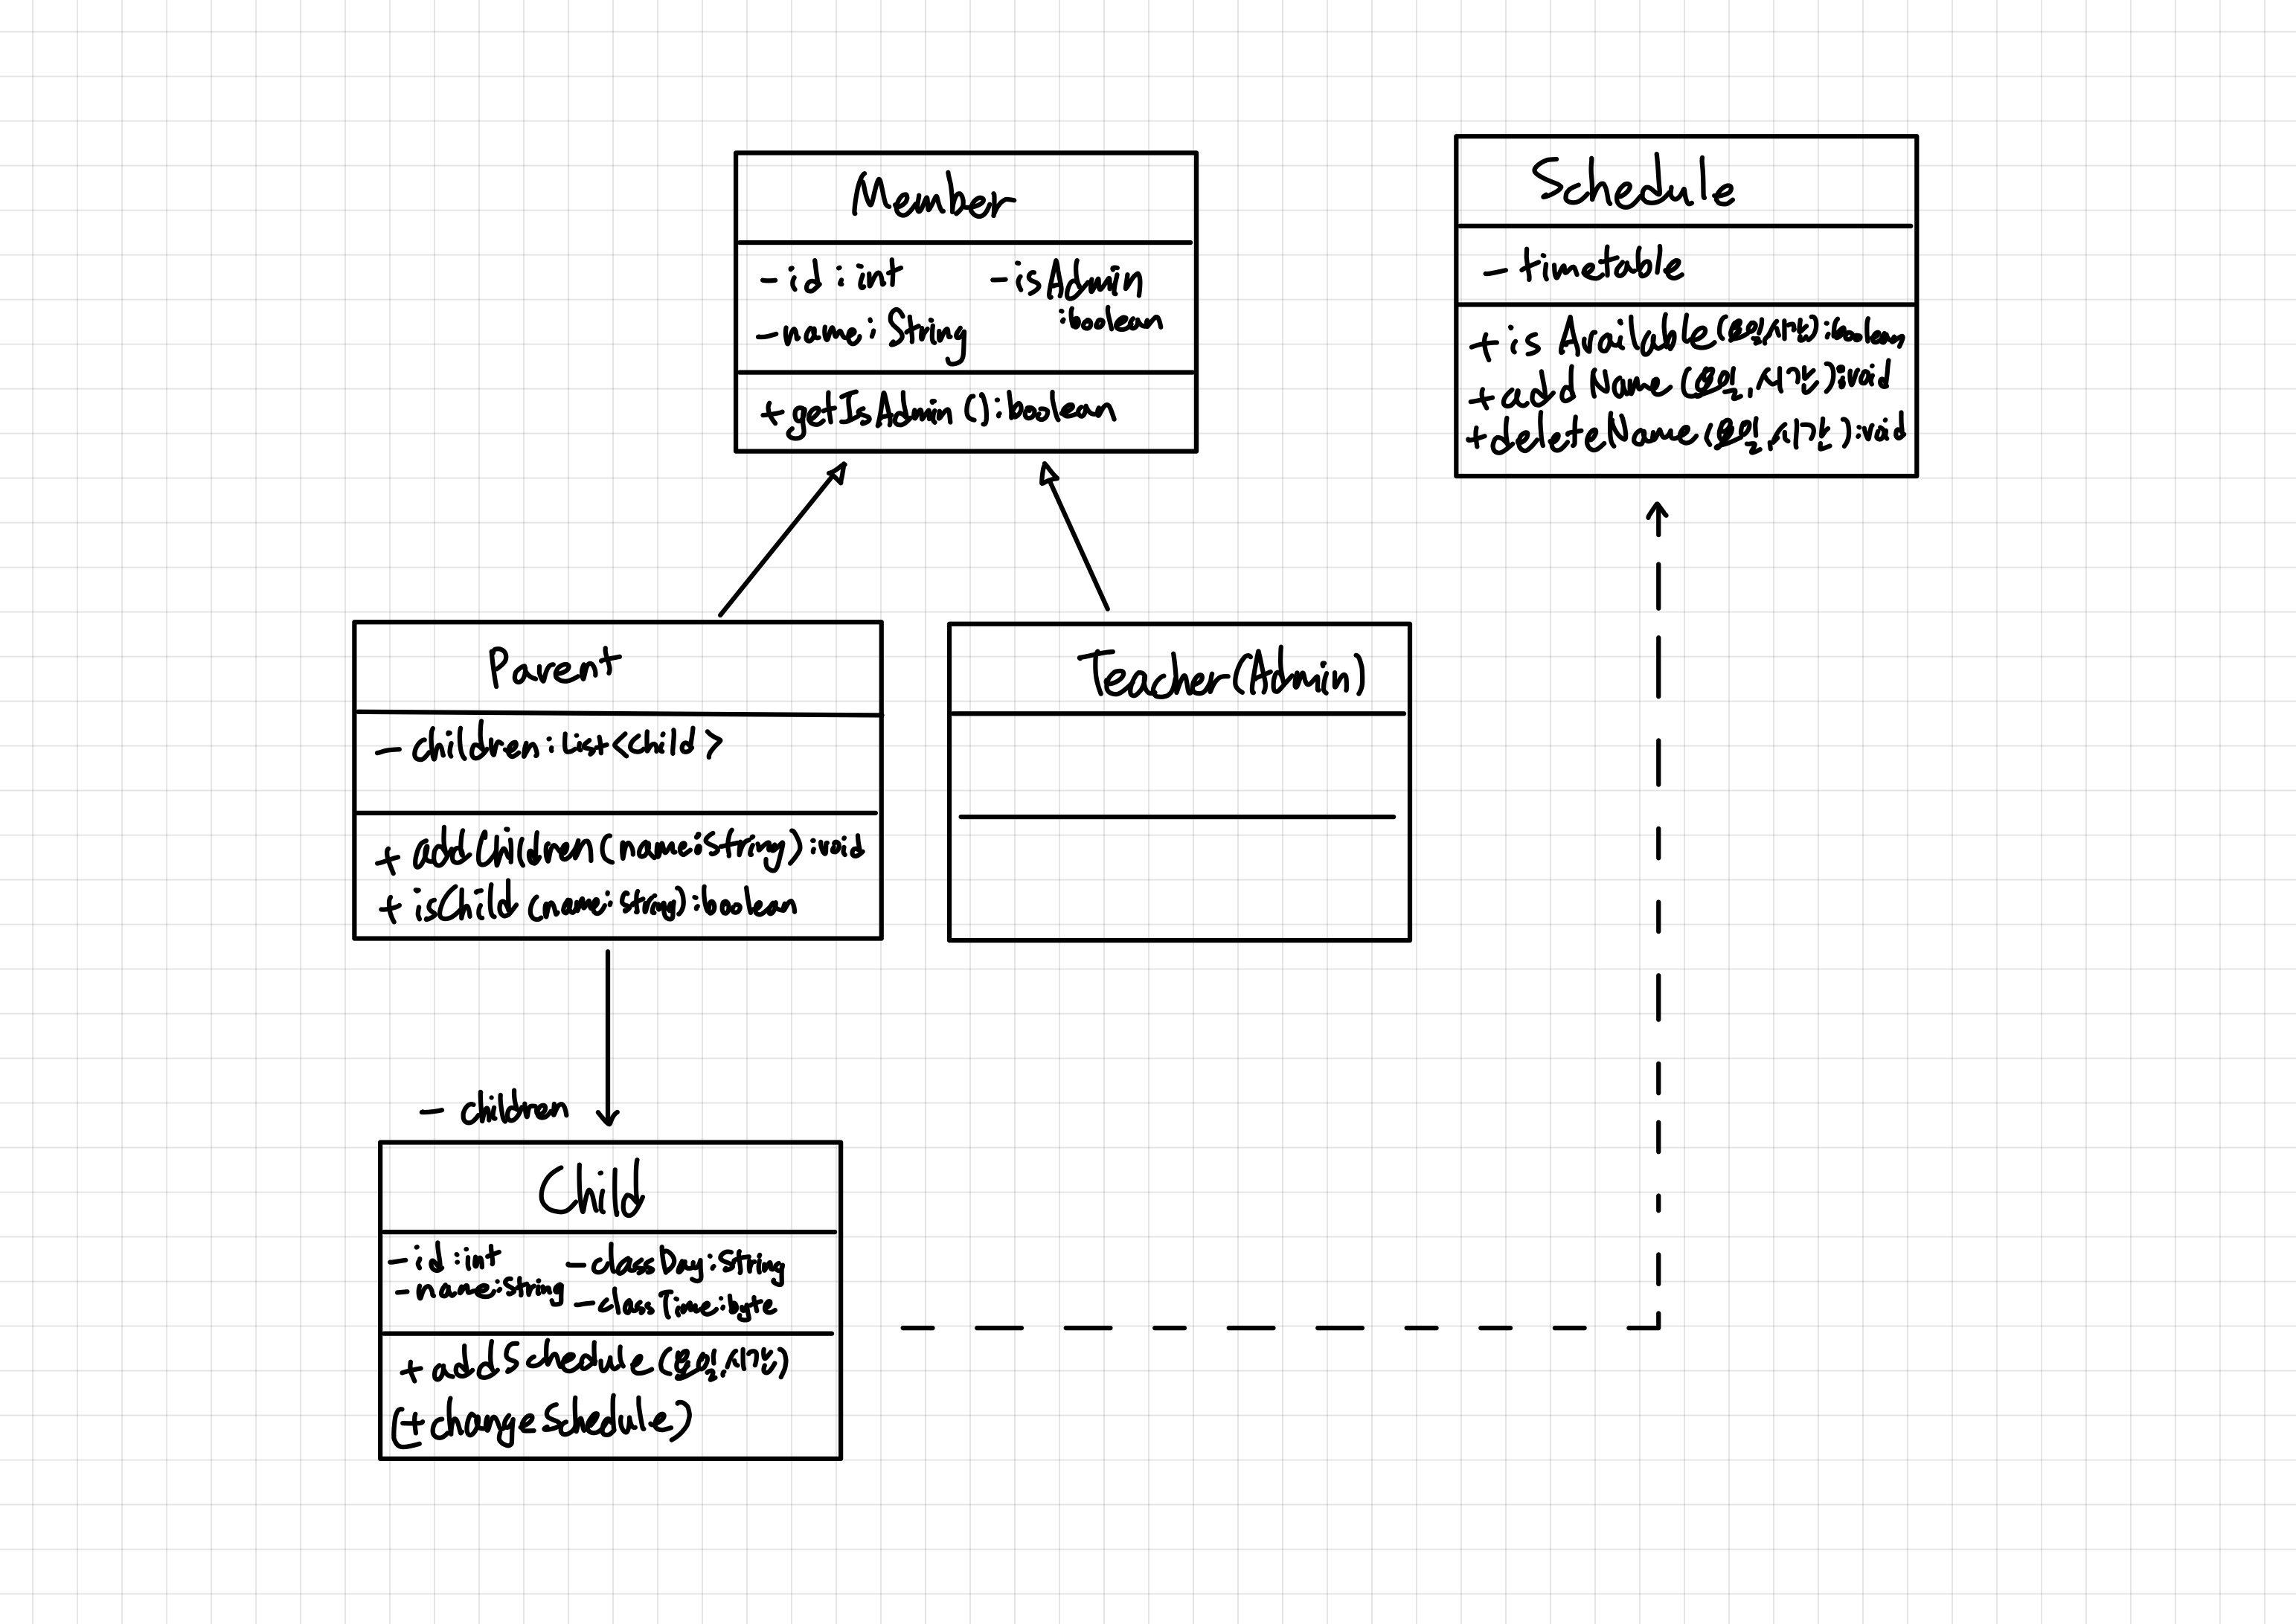 Member
- id : int - isAdmin
: boolean
- name : String
+ getIsAdmin () : boolean
Schedule
- timetable
+ is Available (요일, 시간) : boolean
+ add Name (요일, 시간) : void
+ deleteName (요일, 시간) : void
Parent
- children : List<Child>
+ addChildren (name:String) : void
+ isChild (name:String) : boolean
Teacher (Admin)
- children
Child
- id : int - classDay : String
- name : String - classTime : byte
+ addSchedule (요일, 시간)
(+ changeSchedule)